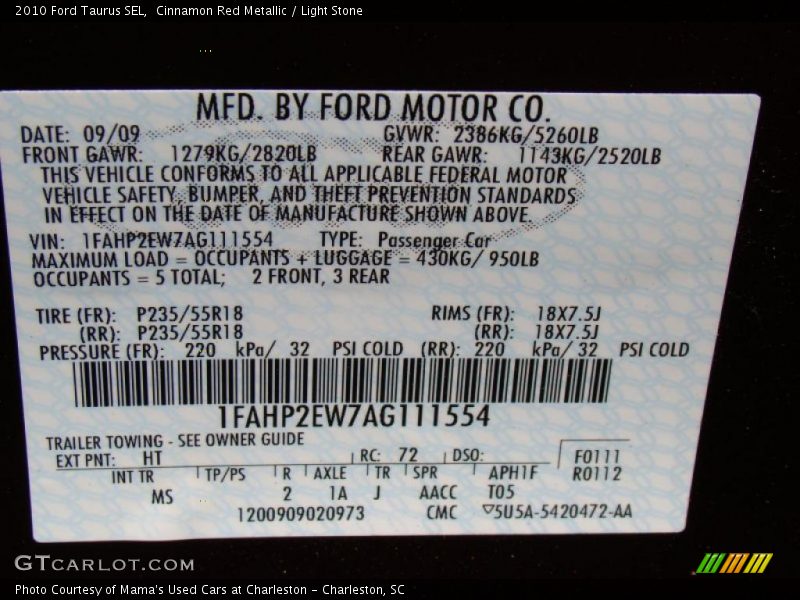 2010 Ford Taurus SEL,  Cinnamon Red Metallic / Light Stone
...
MFD. BY FORD MOTOR CO.
DATE: 09/09 GVWR: 2386KG/5260LB
FRONT GAWR: 1279KG/2820LB REAR GAWR: 1143KG/2520LB
THIS VEHICLE CONFORMS TO ALL APPLICABLE FEDERAL MOTOR
VEHICLE SAFETY, BUMPER, AND THEFT PREVENTION STANDARDS
IN EFFECT ON THE DATE OF MANUFACTURE SHOWN ABOVE.
VIN: 1FAHP2EW7AG111554 TYPE: Passenger Car
MAXIMUM LOAD = OCCUPANTS + LUGGAGE = 430KG/ 950LB
OCCUPANTS = 5 TOTAL; 2 FRONT, 3 REAR
TIRE (FR): P235/55R18 RIMS (FR): 18X7.5J
(RR): P235/55R18 (RR): 18X7.5J
PRESSURE (FR): 220 kPa/ 32 PSI COLD (RR): 220 kPa/ 32 PSI COLD
1FAHP2EW7AG111554
TRAILER TOWING - SEE OWNER GUIDE
EXT PNT: HT RC: 72 DSO: F0111
INT TR TP/PS R AXLE TR SPR APH1F R0112
MS 2 1A J AACC T05
1200909020973 CMC ▽5U5A-5420472-AA
GTCARLOT.COM
Photo Courtesy of Mama's Used Cars at Charleston - Charleston, SC